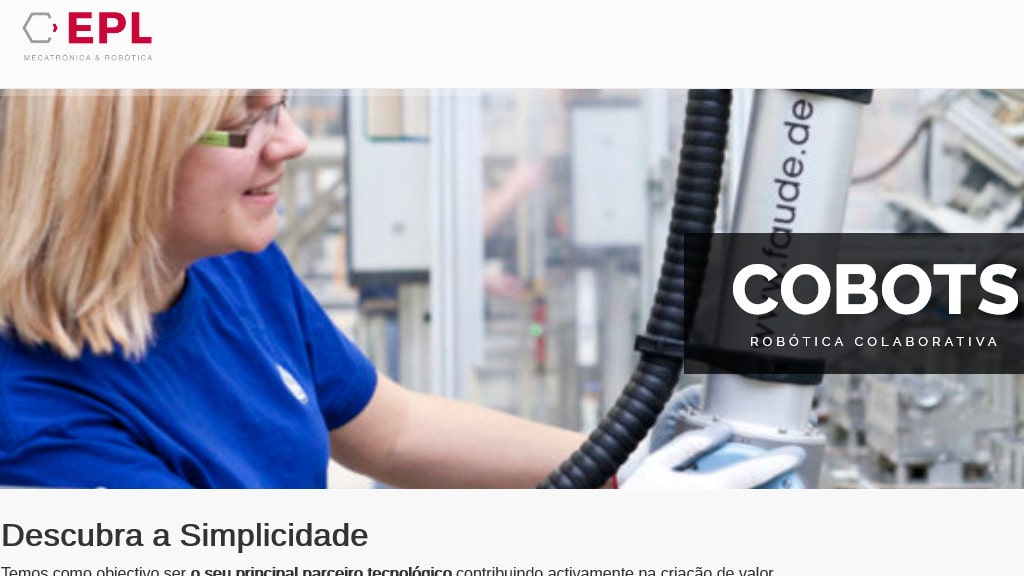 EPL
MECATRÓNICA & ROBÓTICA
www.faude.de
COBOTS
ROBÓTICA COLABORATIVA
Descubra a Simplicidade
Temos como objectivo ser o seu principal parceiro tecnológico contribuindo activamente na criação de valor